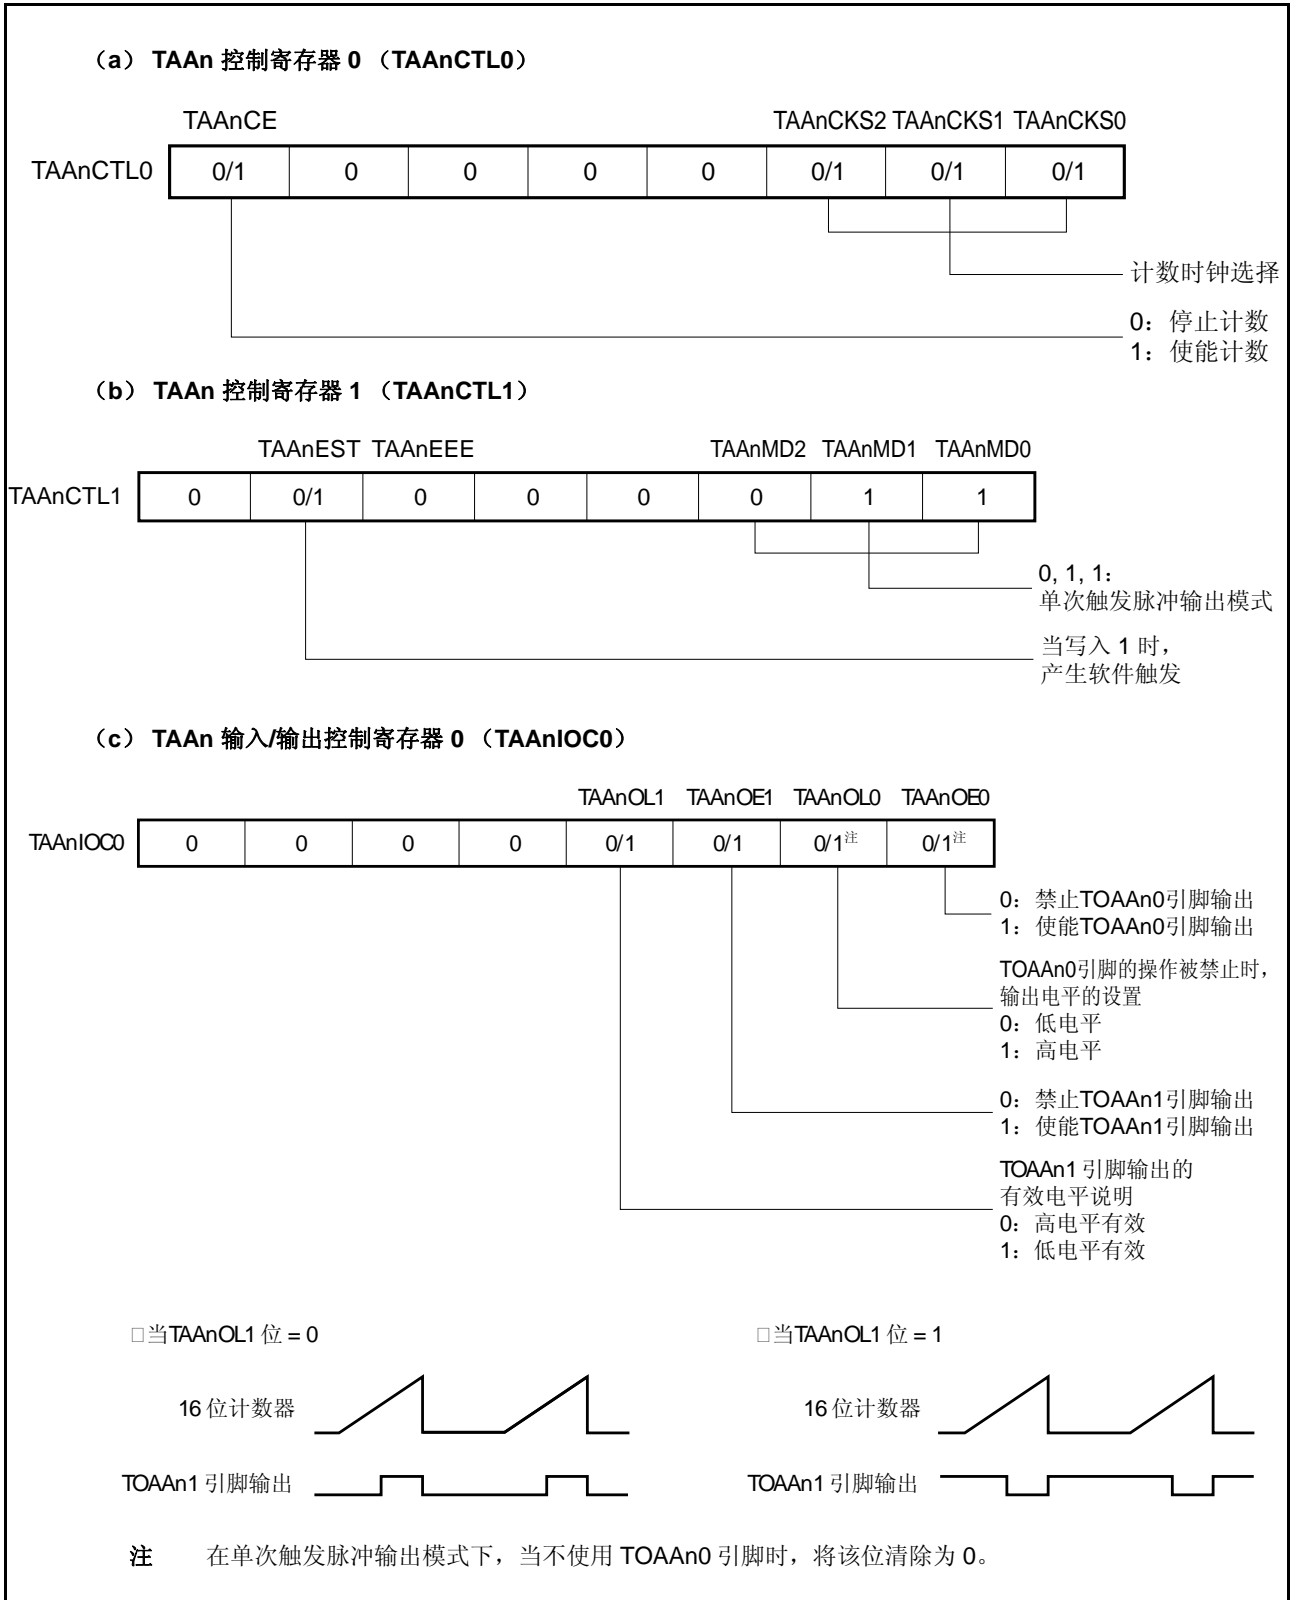 （a） TAAn 控制寄存器 0 （TAAnCTL0）
TAAnCE TAAnCKS2 TAAnCKS1 TAAnCKS0
TAAnCTL0 0/1 0 0 0 0 0/1 0/1 0/1
计数时钟选择
0：停止计数
1：使能计数
（b） TAAn 控制寄存器 1 （TAAnCTL1）
TAAnEST TAAnEEE TAAnMD2 TAAnMD1 TAAnMD0
TAAnCTL1 0 0/1 0 0 0 0 1 1
0, 1, 1：
单次触发脉冲输出模式
当写入 1 时，
产生软件触发
（c） TAAn 输入/输出控制寄存器 0 （TAAnIOC0）
TAAnOL1 TAAnOE1 TAAnOL0 TAAnOE0
TAAnIOC0 0 0 0 0 0/1 0/1 0/1注 0/1注
0：禁止TOAAn0引脚输出
1：使能TOAAn0引脚输出
TOAAn0引脚的操作被禁止时，
输出电平的设置
0：低电平
1：高电平
0：禁止TOAAn1引脚输出
1：使能TOAAn1引脚输出
TOAAn1 引脚输出的
有效电平说明
0：高电平有效
1：低电平有效
□当TAAnOL1 位 = 0 □当TAAnOL1 位 = 1
16 位计数器 16 位计数器
TOAAn1 引脚输出 TOAAn1 引脚输出
注 在单次触发脉冲输出模式下，当不使用 TOAAn0 引脚时，将该位清除为 0。